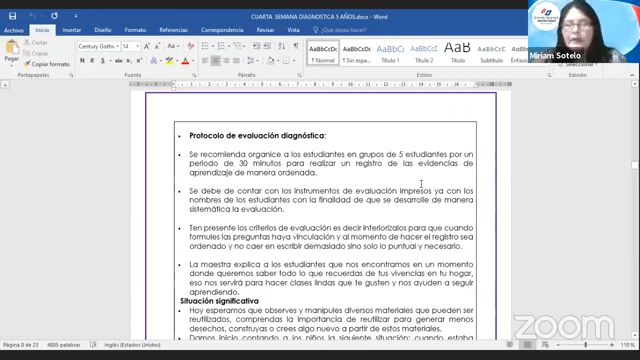 CUARTA SEMANA DIAGNOSTICA 5 AÑOS.docx - Word
Archivo Inicio Insertar Diseño Formato Referencias Correspondencia Revisar Vista ¿Qué desea hacer?
Pegar
Cortar
Copiar
Copiar formato
Century Gothic 14
Portapapeles Fuente Párrafo Estilos
AaBbCcDc AaBbCcDc AaBbC AaBbCcD AaB AaBbCcD
¶ Normal ¶ Sin espa... Título 1 Título 2 Título Subtítulo Énfasis
Seleccionar
Miriam Sotelo
• Protocolo de evaluación diagnóstica:
• Se recomienda organice a los estudiantes en grupos de 5 estudiantes por un
periodo de 30 minutos para realizar un registro de las evidencias de
aprendizaje de manera ordenada.
• Se debe de contar con los instrumentos de evaluación impresos ya con los
nombres de los estudiantes con la finalidad de que se desarrolle de manera
sistemática la evaluación.
• Ten presente los criterios de evaluación es decir interiorízalos para que cuando
formules las preguntas haya vinculación y al momento de hacer el registro sea
ordenado y no caer en escribir demasiado sino solo lo puntual y necesario.
• La maestra explica a los estudiantes que nos encontramos en un momento
donde queremos saber todo lo que recuerdas de tus vivencias en tu hogar,
eso nos servirá para hacer clases lindas que te gusten y nos ayuden a seguir
aprendiendo.
Situación significativa
• Hoy esperamos que observes y manipules diversos materiales que pueden ser
reutilizados, comprendas la importancia de reutilizar para generar menos
desechos, construyas o crees algo nuevo a partir de estos materiales.
• Damos inicio contando a los niños la siguiente situación: cuando estaba
zoom
Página 8 de 23 4885 palabras Inglés (Estados Unidos) 110 %